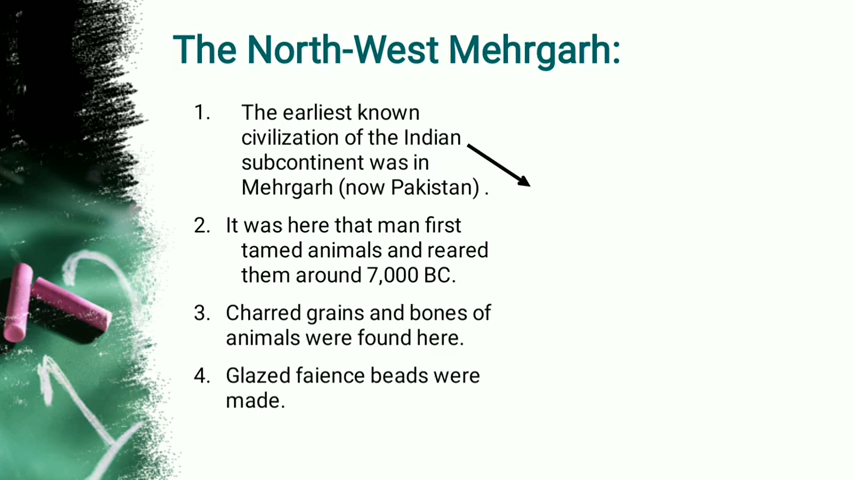 The North-West Mehrgarh:
1. The earliest known
civilization of the Indian
subcontinent was in
Mehrgarh (now Pakistan) .
2. It was here that man first
tamed animals and reared
them around 7,000 BC.
3. Charred grains and bones of
animals were found here.
4. Glazed faience beads were
made.